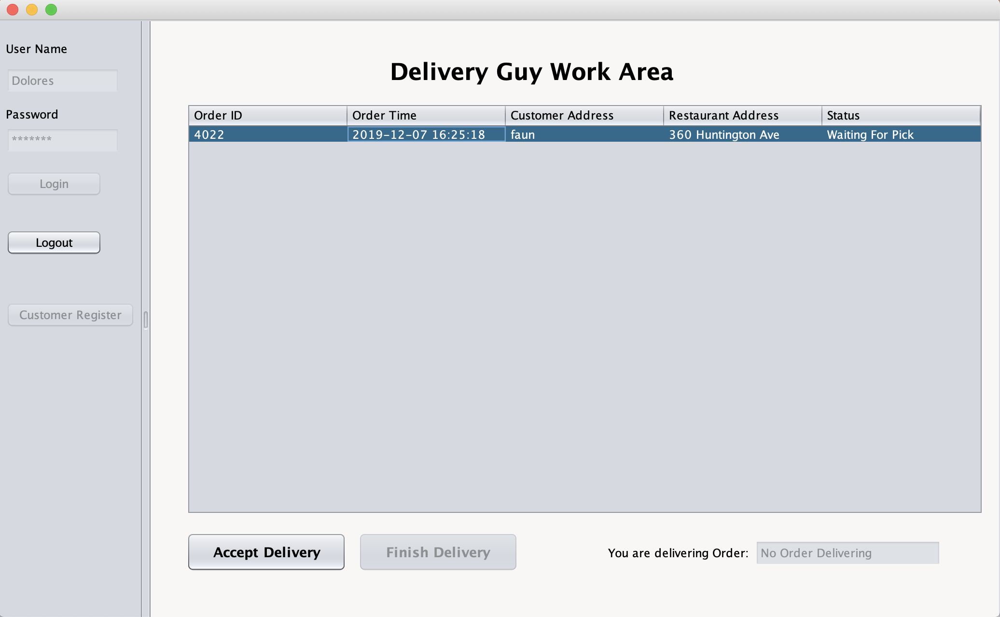 User Name
Dolores
Password
*******
Login
Logout
Customer Register
Delivery Guy Work Area
Order ID Order Time Customer Address Restaurant Address Status
4022 2019-12-07 16:25:18 faun 360 Huntington Ave Waiting For Pick
Accept Delivery Finish Delivery You are delivering Order: No Order Delivering